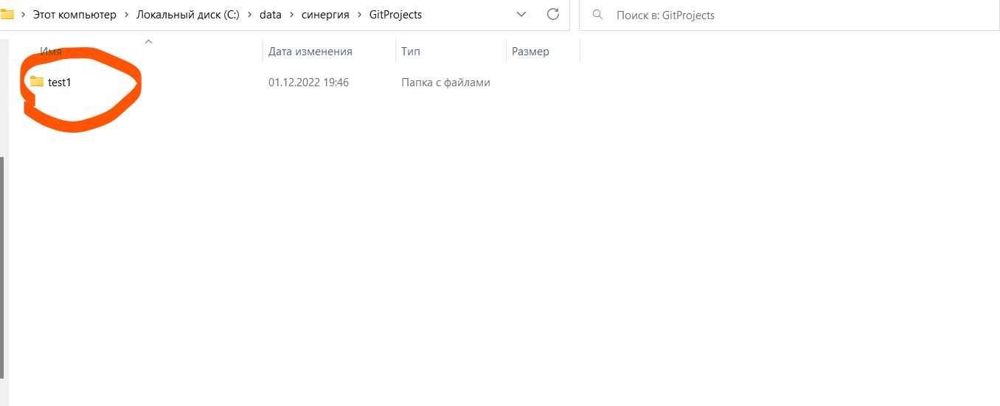 Этот компьютер > Локальный диск (C:) > data > синергия > GitProjects
Поиск в: GitProjects
Имя Дата изменения Тип Размер
test1 01.12.2022 19:46 Папка с файлами